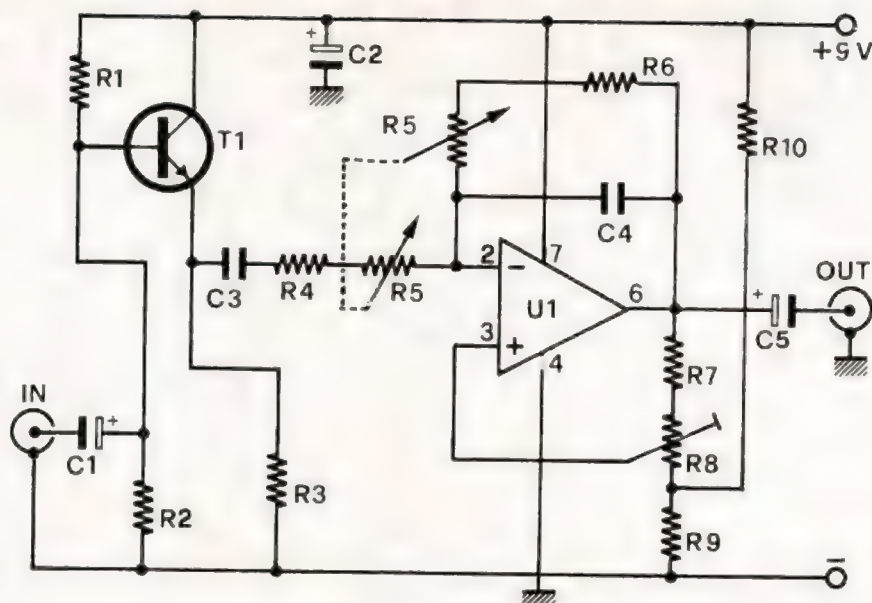 +
C2
+9 V
R1
R6
T1
R5
R10
C4
2
−
7
C3
R4
R5
U1
6
OUT
3
+
4
+
C5
R7
IN
+
C1
R8
R2
R3
R9
−